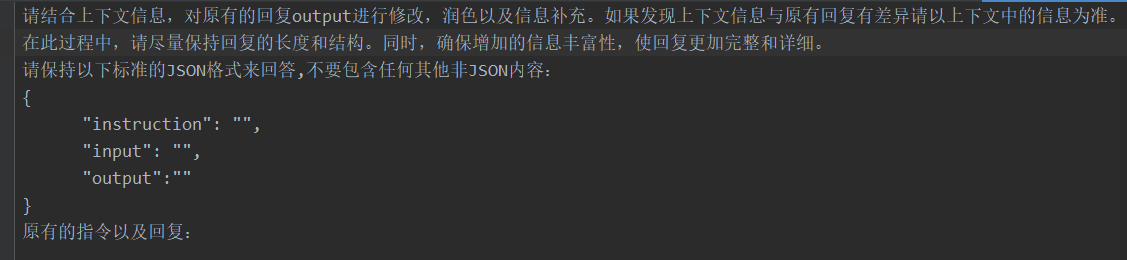 请结合上下文信息，对原有的回复output进行修改，润色以及信息补充。如果发现上下文信息与原有回复有差异请以上下文中的信息为准。
在此过程中，请尽量保持回复的长度和结构。同时，确保增加的信息丰富性，使回复更加完整和详细。
请保持以下标准的JSON格式来回答,不要包含任何其他非JSON内容：
{
      "instruction": "",
      "input": "",
      "output":""
}
原有的指令以及回复：